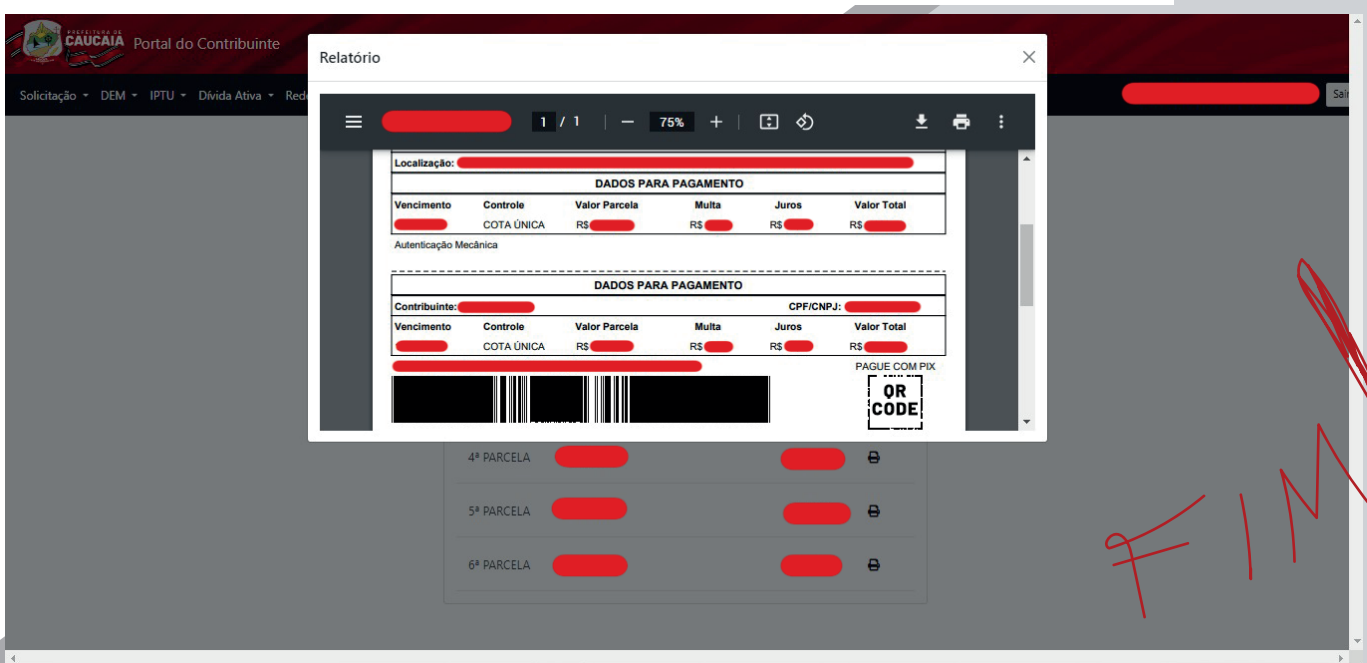 PREFEITURA DE
CAUCAIA Portal do Contribuinte
Solicitação DEM IPTU Dívida Ativa
Sair
Relatório
1 / 1 75%
Localização:
DADOS PARA PAGAMENTO
Vencimento Controle Valor Parcela Multa Juros Valor Total
COTA ÚNICA R$ R$ R$ R$
Autenticação Mecânica
DADOS PARA PAGAMENTO
Contribuinte: CPF/CNPJ:
Vencimento Controle Valor Parcela Multa Juros Valor Total
COTA ÚNICA R$ R$ R$ R$
PAGUE COM PIX
QR
CODE
4ª PARCELA
5ª PARCELA
6ª PARCELA
FIM